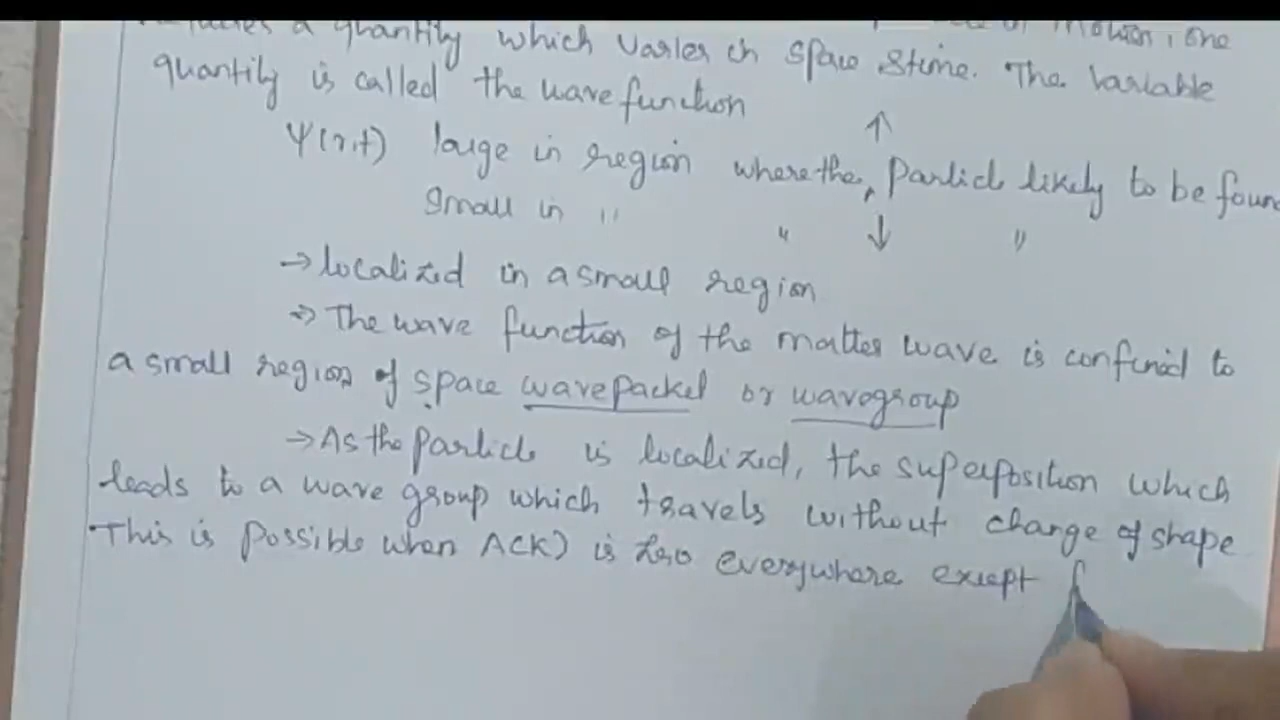 a quantity which varies in space & time. The variable
quantity is called the wave function
↑
Ψ(r,t) large in region where the, particle likely to be found
Small in " " ↓ "
→ localized in a small region
→ The wave function of the matter wave is confined to
a small region of space wavepacket or wavegroup
→ As the particle is localized, the superposition which
leads to a wave group which travels without change of shape
This is possible when A(K) is zero everywhere except